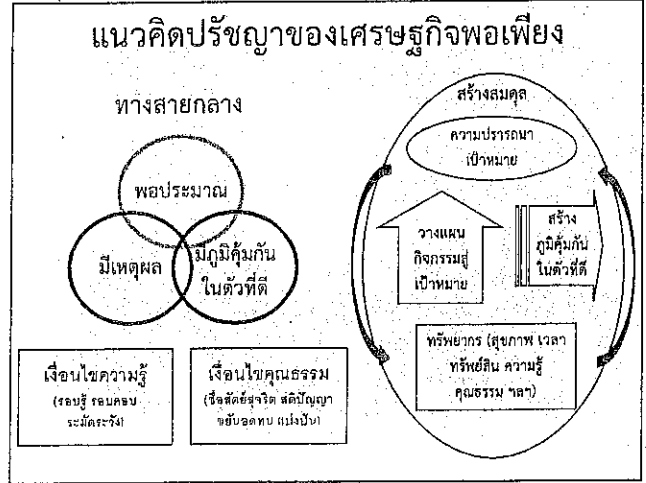 แนวคิดปรัชญาของเศรษฐกิจพอเพียง
ทางสายกลาง
พอประมาณ
มีเหตุผล
มีภูมิคุ้มกัน
ในตัวที่ดี
เงื่อนไขความรู้
(รอบรู้ รอบคอบ
ระมัดระวัง)
เงื่อนไขคุณธรรม
(ซื่อสัตย์สุจริต สติปัญญา
ขยันอดทน แบ่งปัน)
สร้างสมดุล
ความปรารถนา
เป้าหมาย
วางแผน
กิจกรรมสู่
เป้าหมาย
สร้าง
ภูมิคุ้มกัน
ในตัวที่ดี
ทรัพยากร (สุขภาพ เวลา
ทรัพย์สิน ความรู้
คุณธรรม ฯลฯ)